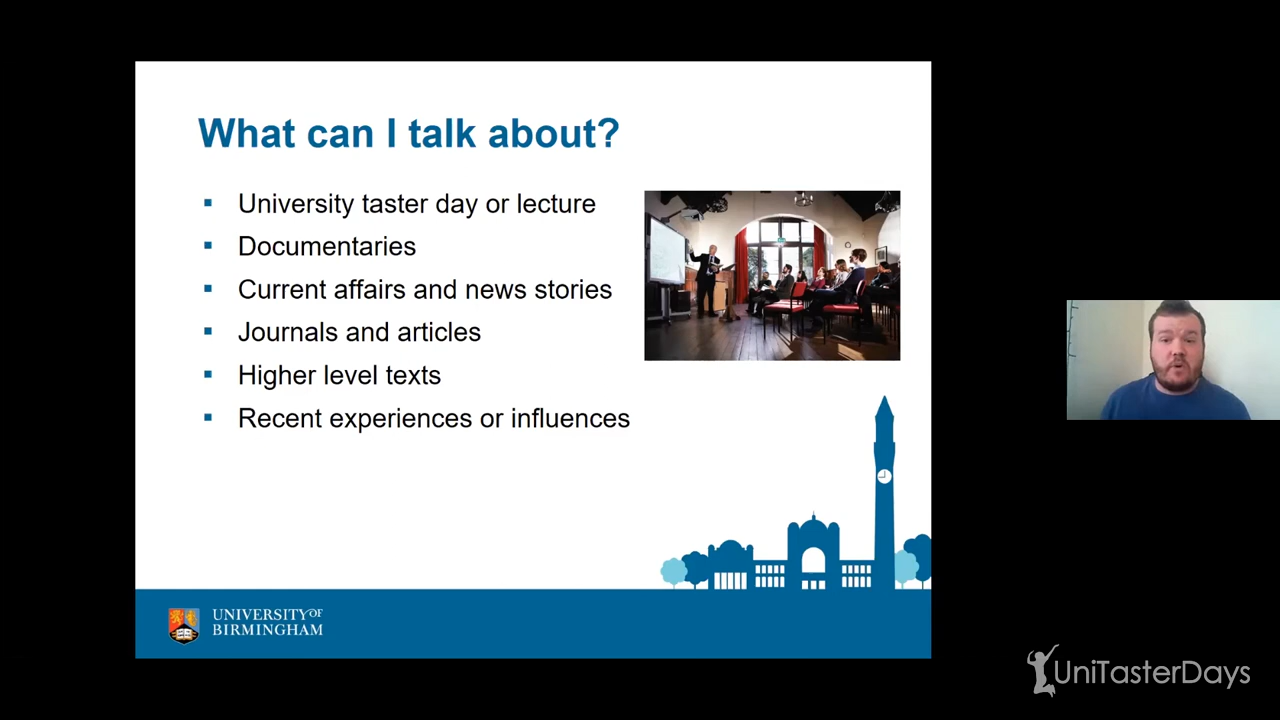 What can I talk about?
University taster day or lecture
Documentaries
Current affairs and news stories
Journals and articles
Higher level texts
Recent experiences or influences
UNIVERSITY OF
BIRMINGHAM
UniTasterDays